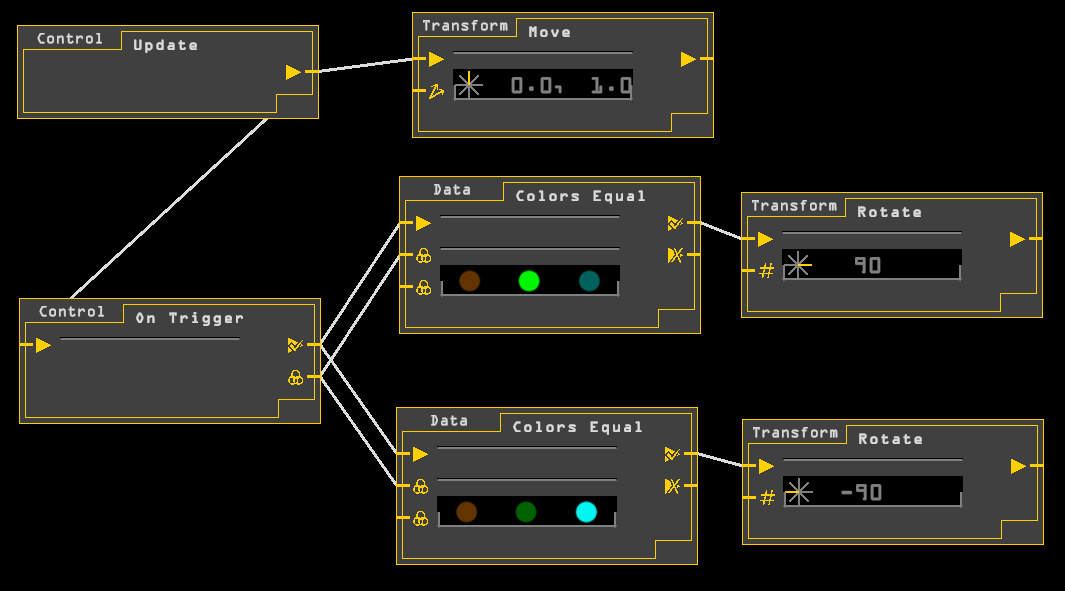 Control Update
Transform Move
0.0, 1.0
Data Colors Equal
Transform Rotate
# 90
Control On Trigger
Data Colors Equal
Transform Rotate
# -90